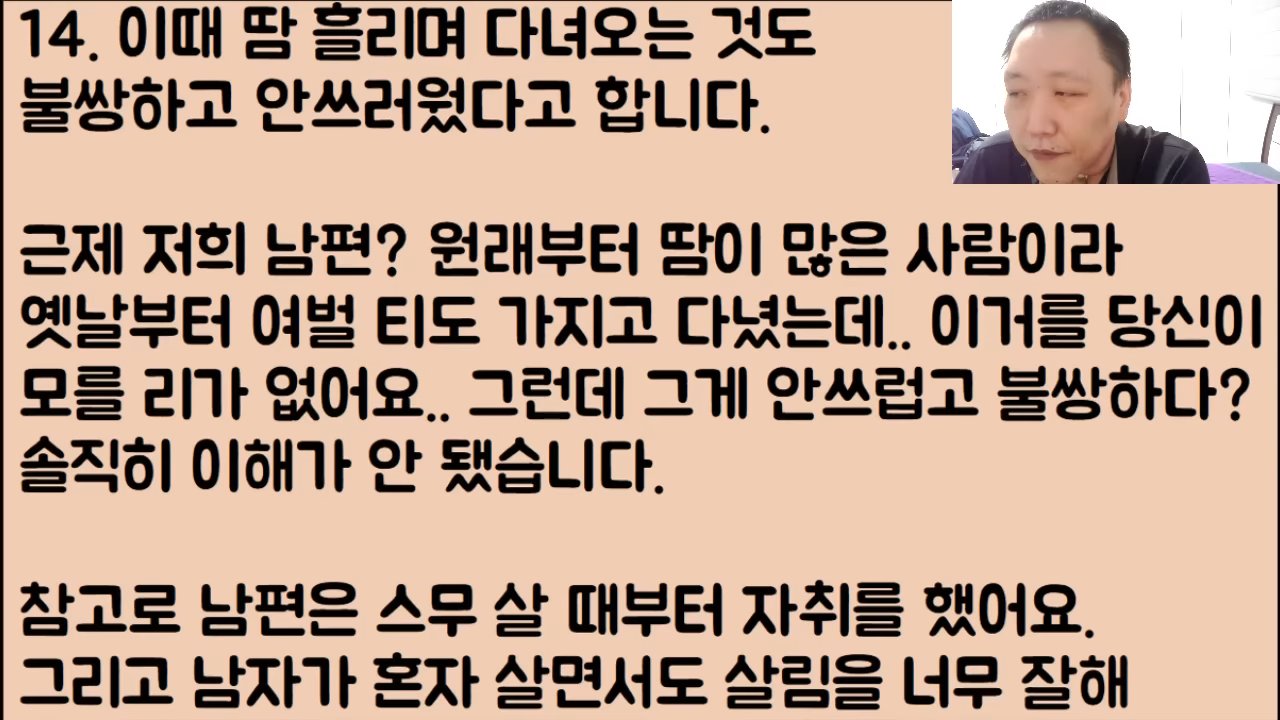 14. 이때 땀 흘리며 다녀오는 것도
불쌍하고 안쓰러웠다고 합니다.
근제 저희 남편? 원래부터 땀이 많은 사람이라
옛날부터 여벌 티도 가지고 다녔는데.. 이거를 당신이
모를 리가 없어요.. 그런데 그게 안쓰럽고 불쌍하다?
솔직히 이해가 안 됐습니다.
참고로 남편은 스무 살 때부터 자취를 했어요.
그리고 남자가 혼자 살면서도 살림을 너무 잘해